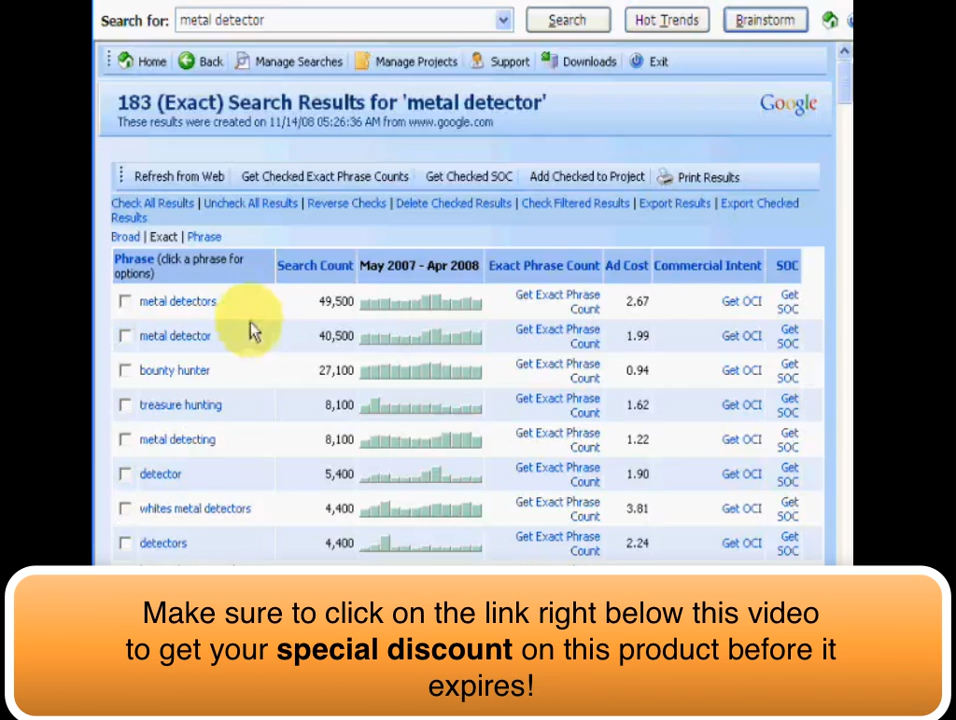 Search for: metal detector Search Hot Trends Brainstorm
Home Back Manage Searches Manage Projects Support Downloads Exit
183 (Exact) Search Results for 'metal detector' Google
These results were created on 11/14/08 05:26:36 AM from www.google.com
Refresh from Web Get Checked Exact Phrase Counts Get Checked SOC Add Checked to Project Print Results
Check All Results | Uncheck All Results | Reverse Checks | Delete Checked Results | Check Filtered Results | Export Results | Export Checked
Results
Broad | Exact | Phrase
Phrase (click a phrase for
options) Search Count May 2007 - Apr 2008 Exact Phrase Count Ad Cost Commercial Intent SOC
metal detectors 49,500 Get Exact Phrase
Count 2.67 Get OCI Get
SOC
metal detector 40,500 Get Exact Phrase
Count 1.99 Get OCI Get
SOC
bounty hunter 27,100 Get Exact Phrase
Count 0.94 Get OCI Get
SOC
treasure hunting 8,100 Get Exact Phrase
Count 1.62 Get OCI Get
SOC
metal detecting 8,100 Get Exact Phrase
Count 1.22 Get OCI Get
SOC
detector 5,400 Get Exact Phrase
Count 1.90 Get OCI Get
SOC
whites metal detectors 4,400 Get Exact Phrase
Count 3.81 Get OCI Get
SOC
detectors 4,400 Get Exact Phrase
Count 2.24 Get OCI Get
SOC
Make sure to click on the link right below this video
to get your special discount on this product before it
expires!